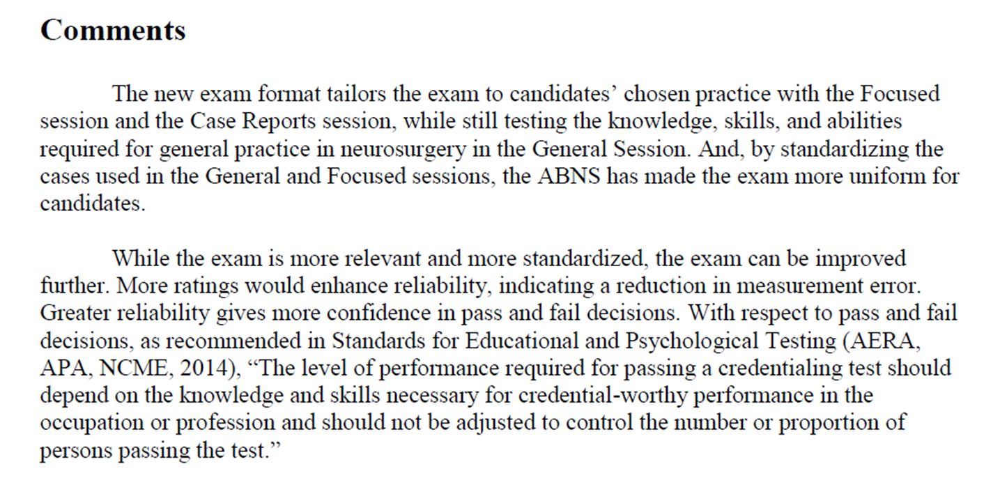 Comments
The new exam format tailors the exam to candidates’ chosen practice with the Focused
session and the Case Reports session, while still testing the knowledge, skills, and abilities
required for general practice in neurosurgery in the General Session. And, by standardizing the
cases used in the General and Focused sessions, the ABNS has made the exam more uniform for
candidates.
While the exam is more relevant and more standardized, the exam can be improved
further. More ratings would enhance reliability, indicating a reduction in measurement error.
Greater reliability gives more confidence in pass and fail decisions. With respect to pass and fail
decisions, as recommended in Standards for Educational and Psychological Testing (AERA,
APA, NCME, 2014), “The level of performance required for passing a credentialing test should
depend on the knowledge and skills necessary for credential-worthy performance in the
occupation or profession and should not be adjusted to control the number or proportion of
persons passing the test.”